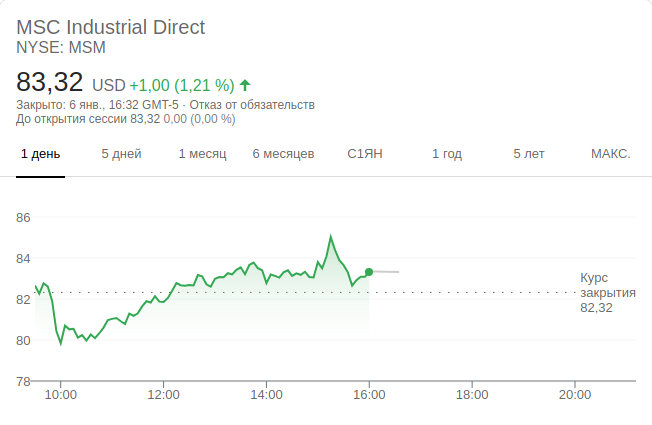 MSC Industrial Direct
NYSE: MSM
83,32 USD +1,00 (1,21 %)
Закрыто: 6 янв., 16:32 GMT-5 · Отказ от обязательств
До открытия сессии 83,32 0,00 (0,00 %)
1 день 5 дней 1 месяц 6 месяцев С1ЯН 1 год 5 лет МАКС.
86
84
82
80
78
Курс
закрытия
82,32
10:00 12:00 14:00 16:00 18:00 20:00